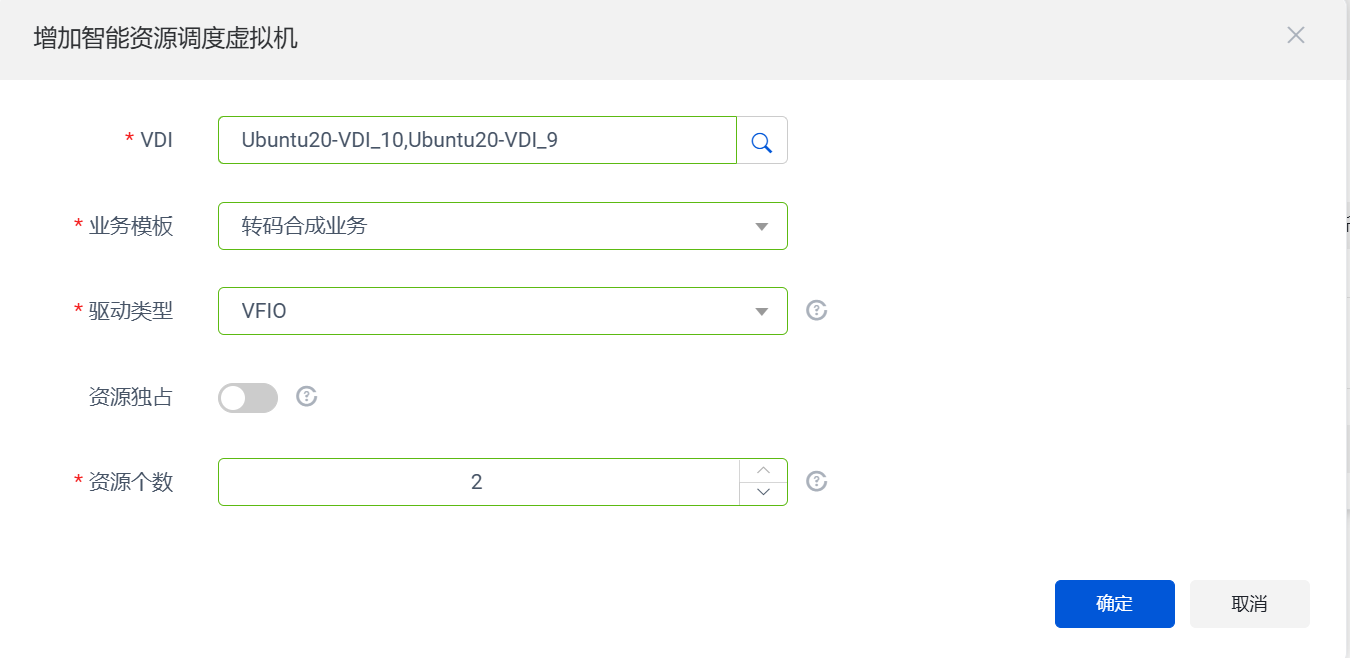 增加智能资源调度虚拟机
* VDI
Ubuntu20-VDI_10,Ubuntu20-VDI_9
* 业务模板
转码合成业务
* 驱动类型
VFIO
资源独占
* 资源个数
2
确定
取消